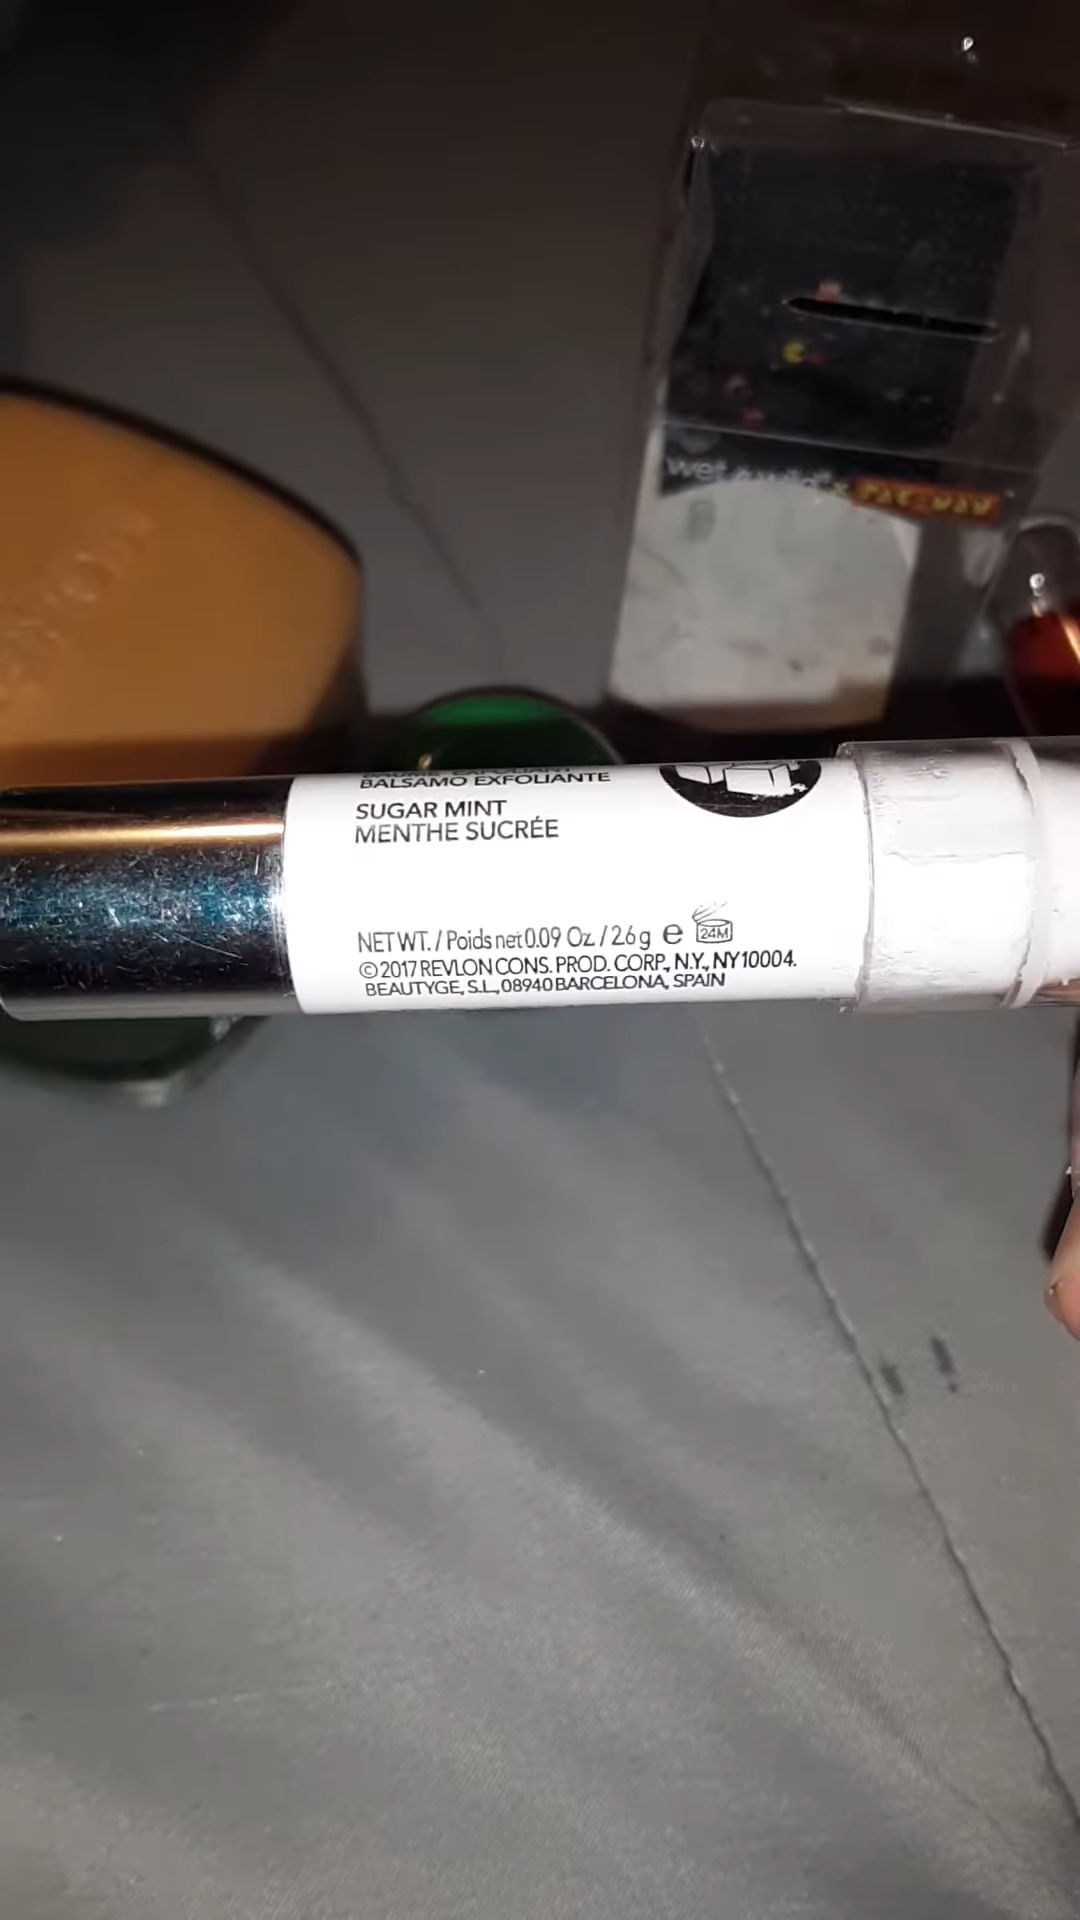 wet n wild x PAC-MAN
BALSAMO EXFOLIANTE
SUGAR MINT
MENTHE SUCRÉE
NET WT. / Poids net 0.09 Oz. / 2.6 g e 24M
©2017 REVLON CONS. PROD. CORP., N.Y., NY 10004.
BEAUTYGE, S.L., 08940 BARCELONA, SPAIN